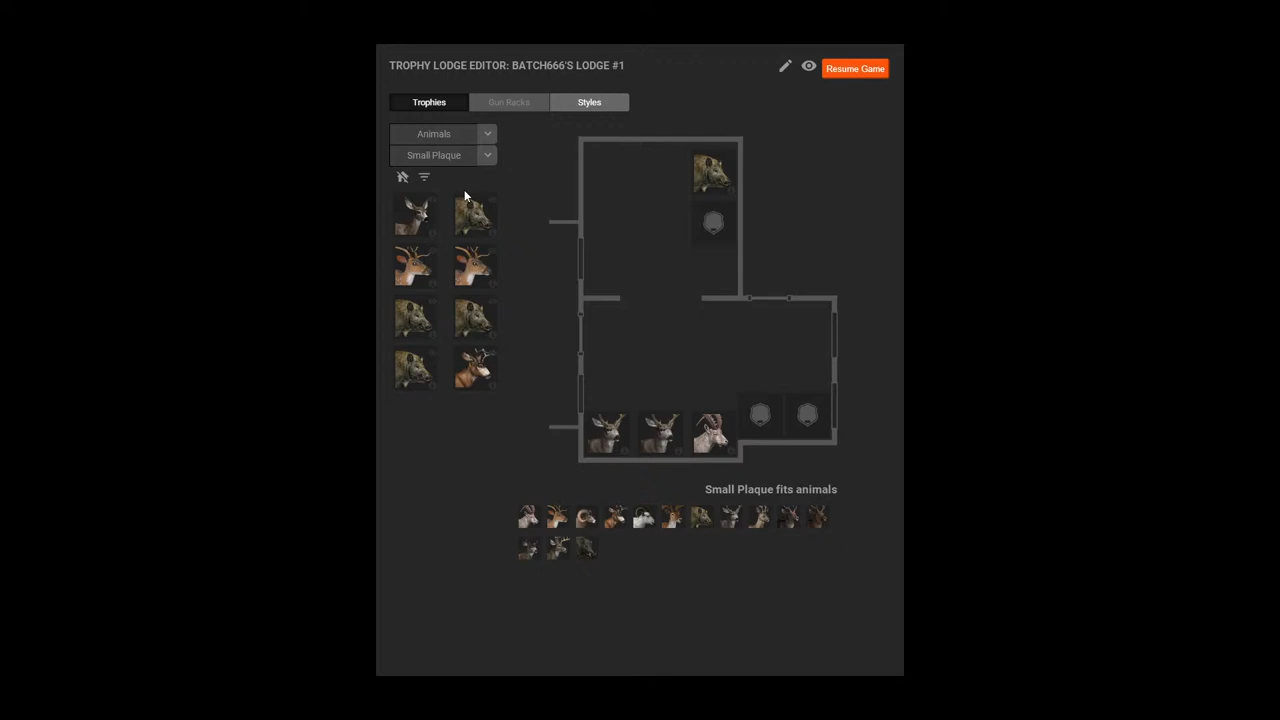 TROPHY LODGE EDITOR: BATCH666'S LODGE #1
Resume Game
Trophies
Gun Racks
Styles
Animals
Small Plaque
Small Plaque fits animals